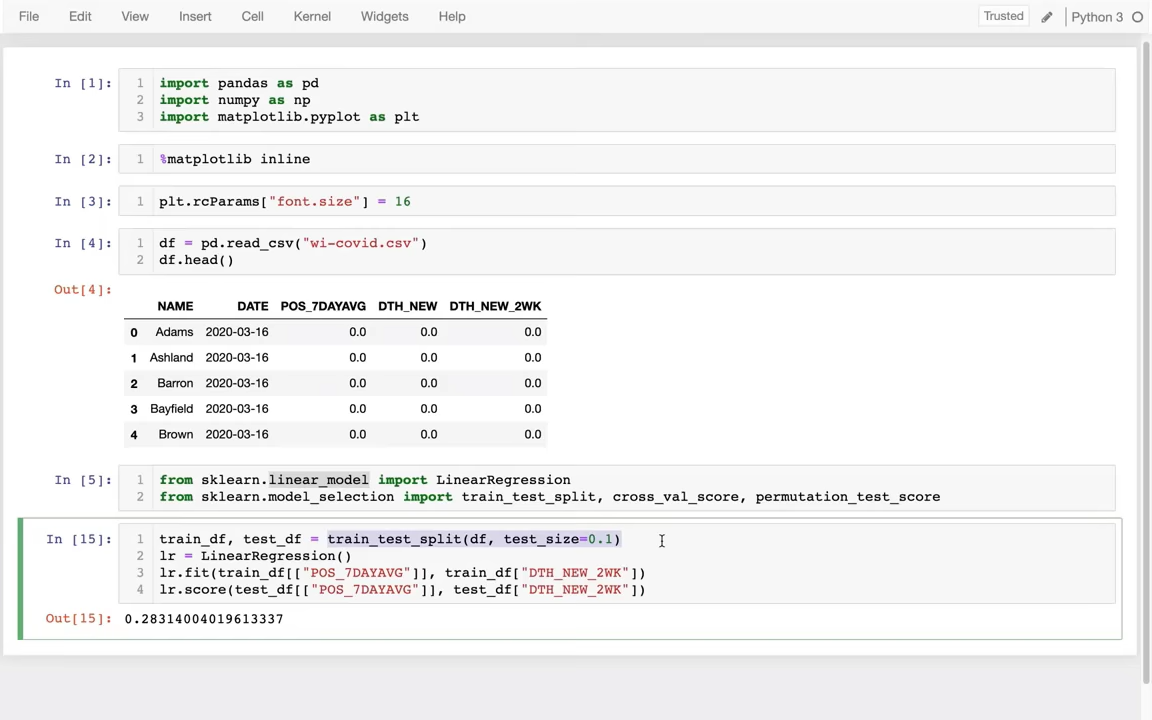 File Edit View Insert Cell Kernel Widgets Help Trusted Python 3
In [1]: 1 import pandas as pd
2 import numpy as np
3 import matplotlib.pyplot as plt
In [2]: 1 %matplotlib inline
In [3]: 1 plt.rcParams["font.size"] = 16
In [4]: 1 df = pd.read_csv("wi-covid.csv")
2 df.head()
Out[4]:
NAME DATE POS_7DAYAVG DTH_NEW DTH_NEW_2WK
0 Adams 2020-03-16 0.0 0.0 0.0
1 Ashland 2020-03-16 0.0 0.0 0.0
2 Barron 2020-03-16 0.0 0.0 0.0
3 Bayfield 2020-03-16 0.0 0.0 0.0
4 Brown 2020-03-16 0.0 0.0 0.0
In [5]: 1 from sklearn.linear_model import LinearRegression
2 from sklearn.model_selection import train_test_split, cross_val_score, permutation_test_score
In [15]: 1 train_df, test_df = train_test_split(df, test_size=0.1)
2 lr = LinearRegression()
3 lr.fit(train_df[["POS_7DAYAVG"]], train_df["DTH_NEW_2WK"])
4 lr.score(test_df[["POS_7DAYAVG"]], test_df["DTH_NEW_2WK"])
Out[15]: 0.28314004019613337